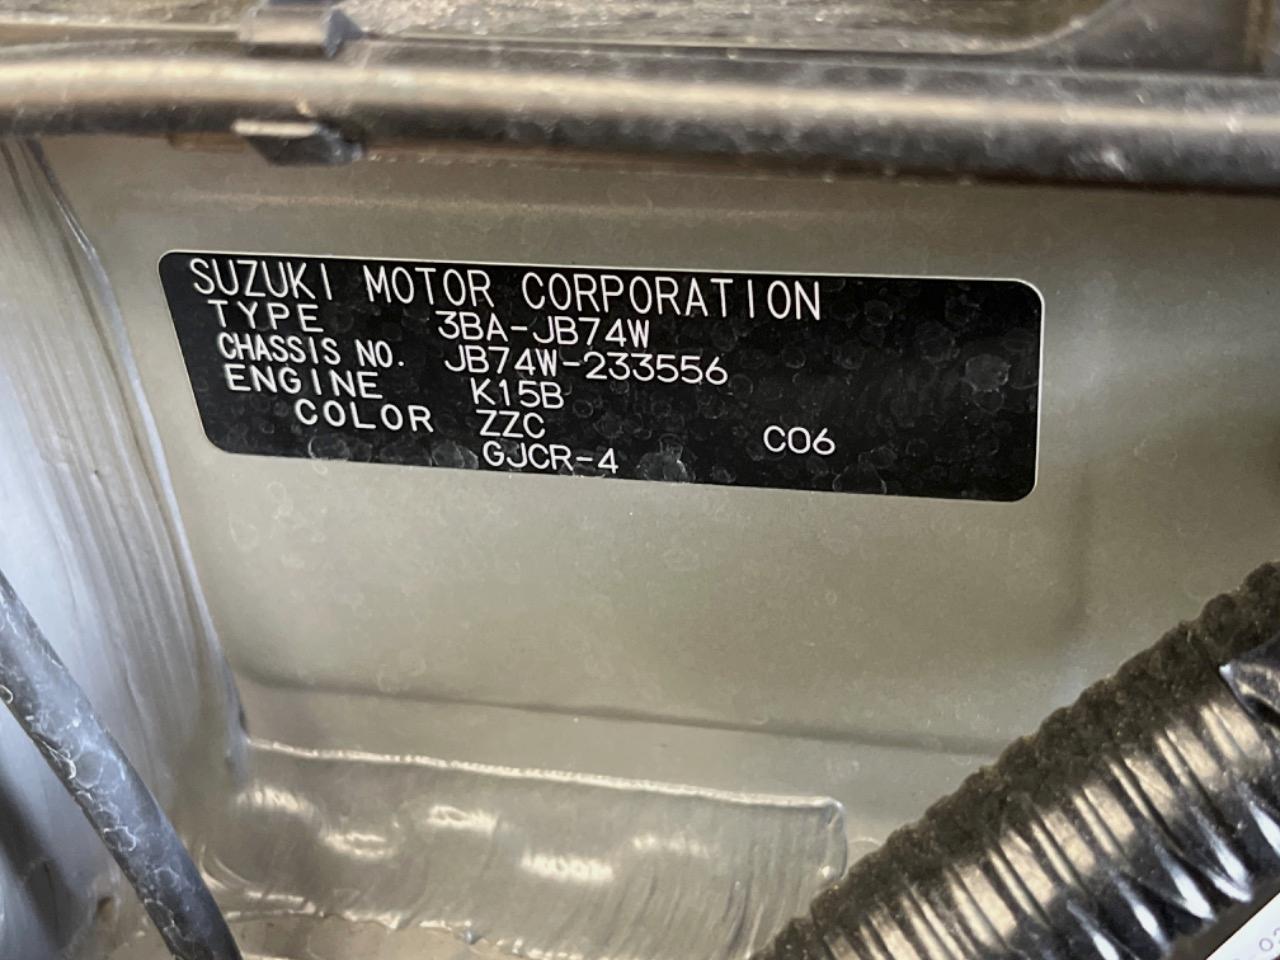 SUZUKI MOTOR CORPORATION
TYPE 3BA-JB74W
CHASSIS NO. JB74W-233556
ENGINE K15B
COLOR ZZC C06
GJCR-4